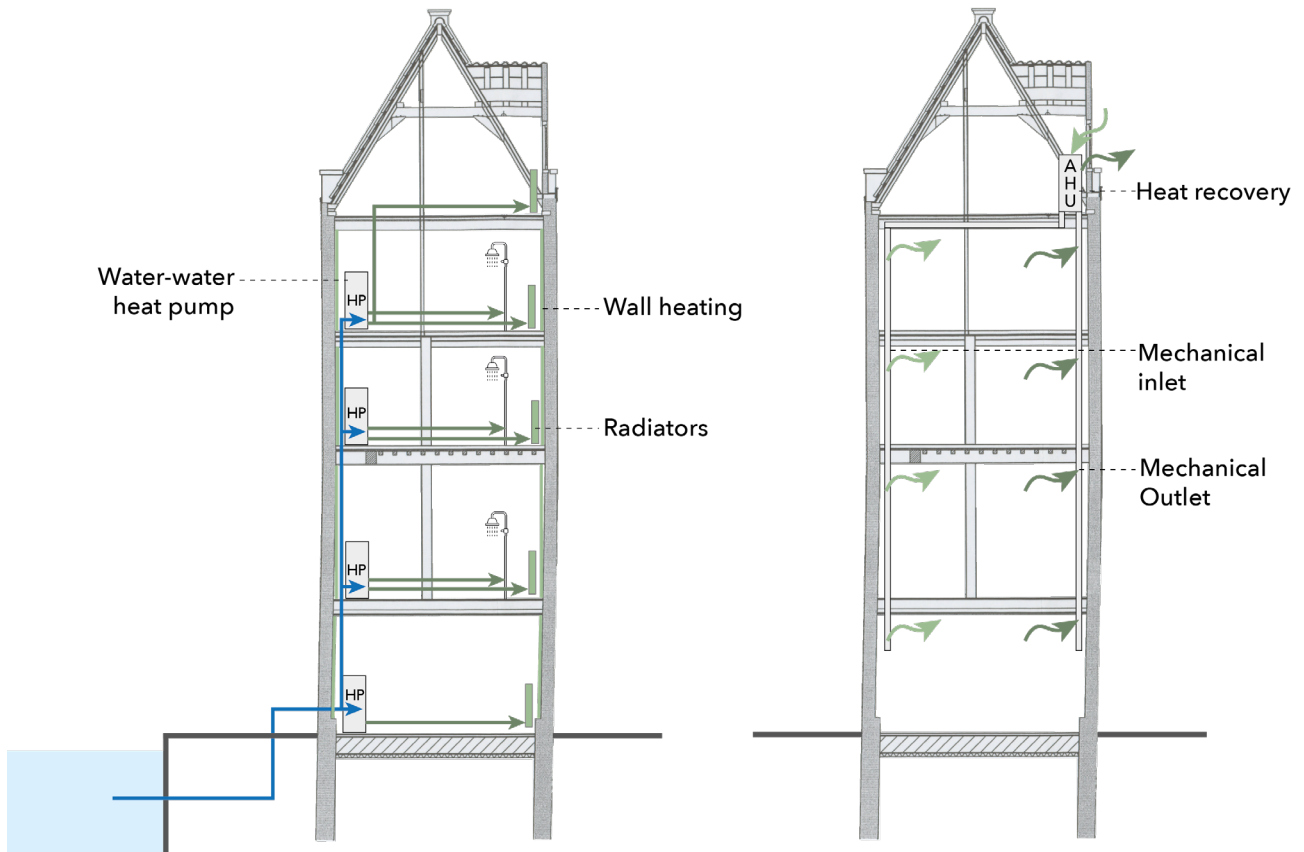 Water-water
heat pump
HP
Wall heating
HP
Radiators
HP
HP
A
H
U
Heat recovery
Mechanical
inlet
Mechanical
Outlet